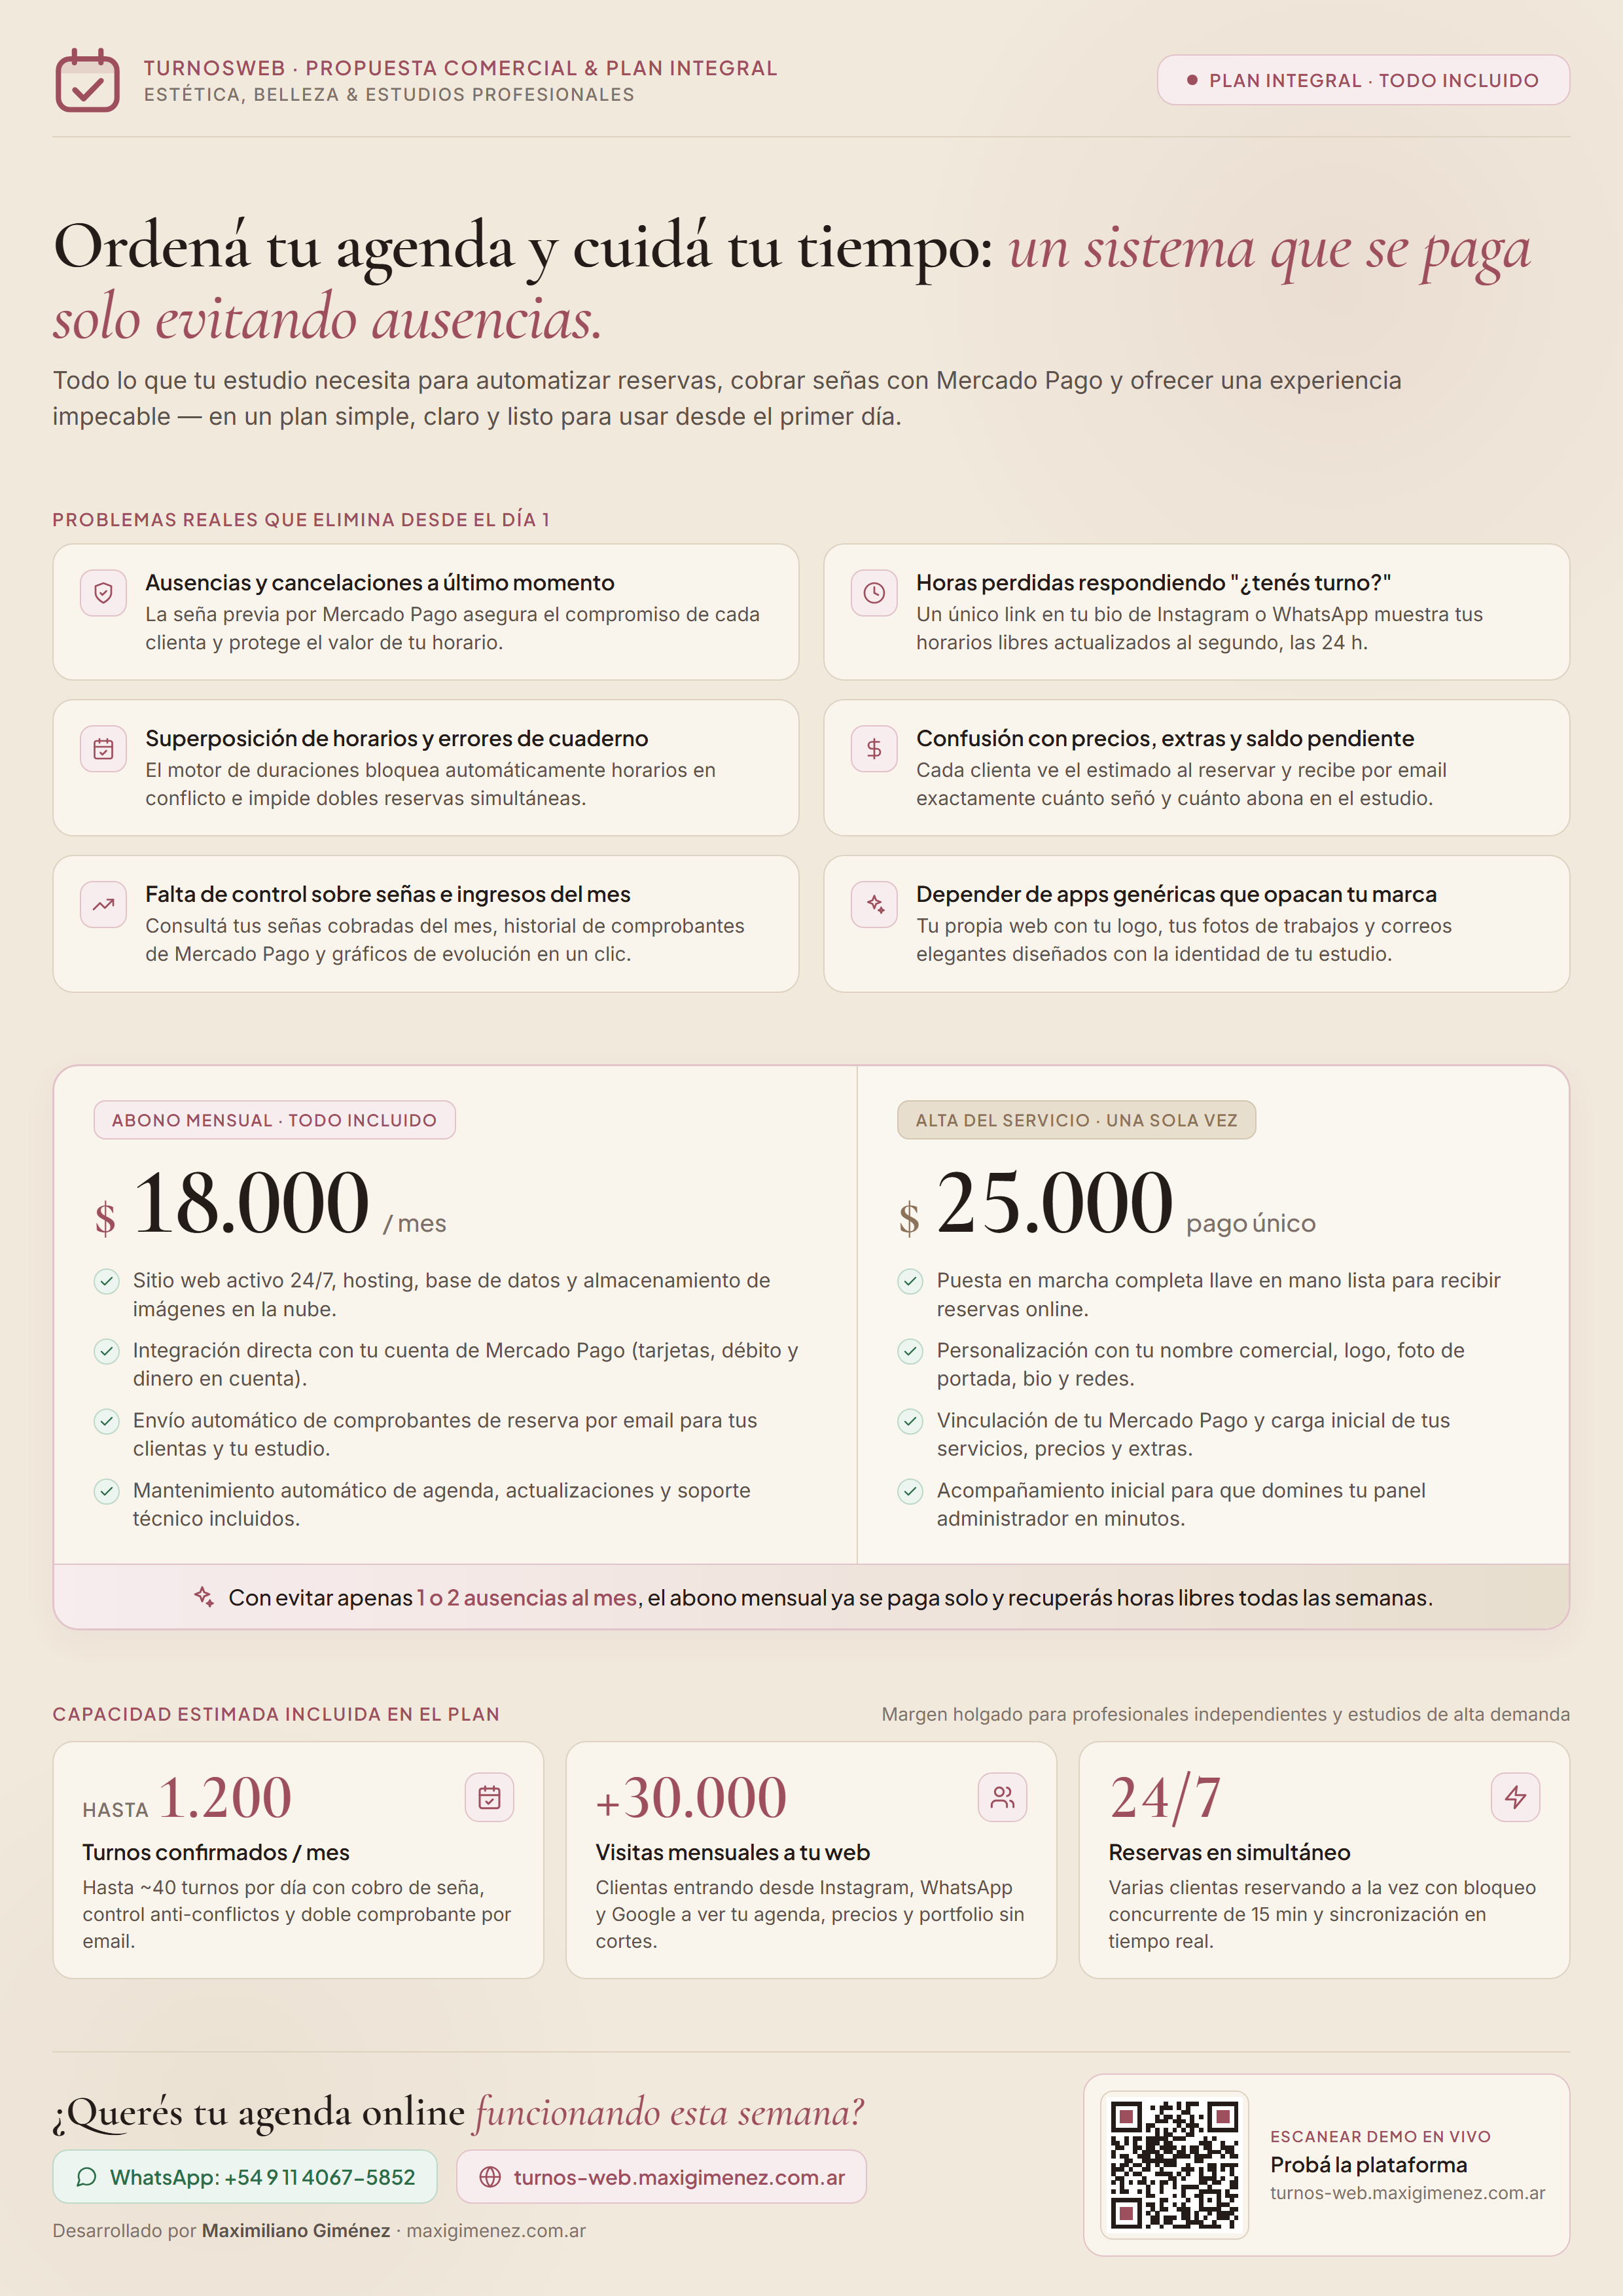 TURNOSWEB · PROPUESTA COMERCIAL & PLAN INTEGRAL
ESTÉTICA, BELLEZA & ESTUDIOS PROFESIONALES
PLAN INTEGRAL · TODO INCLUIDO
Ordená tu agenda y cuidá tu tiempo: un sistema que se paga
solo evitando ausencias.
Todo lo que tu estudio necesita para automatizar reservas, cobrar señas con Mercado Pago y ofrecer una experiencia
impecable — en un plan simple, claro y listo para usar desde el primer día.
PROBLEMAS REALES QUE ELIMINA DESDE EL DÍA 1
Ausencias y cancelaciones a último momento
La seña previa por Mercado Pago asegura el compromiso de cada
clienta y protege el valor de tu horario.
Horas perdidas respondiendo "¿tenés turno?"
Un único link en tu bio de Instagram o WhatsApp muestra tus
horarios libres actualizados al segundo, las 24 h.
Superposición de horarios y errores de cuaderno
El motor de duraciones bloquea automáticamente horarios en
conflicto e impide dobles reservas simultáneas.
Confusión con precios, extras y saldo pendiente
Cada clienta ve el estimado al reservar y recibe por email
exactamente cuánto señó y cuánto abona en el estudio.
Falta de control sobre señas e ingresos del mes
Consultá tus señas cobradas del mes, historial de comprobantes
de Mercado Pago y gráficos de evolución en un clic.
Depender de apps genéricas que opacan tu marca
Tu propia web con tu logo, tus fotos de trabajos y correos
elegantes diseñados con la identidad de tu estudio.
ABONO MENSUAL · TODO INCLUIDO
$ 18.000 / mes
Sitio web activo 24/7, hosting, base de datos y almacenamiento de
imágenes en la nube.
Integración directa con tu cuenta de Mercado Pago (tarjetas, débito y
dinero en cuenta).
Envío automático de comprobantes de reserva por email para tus
clientas y tu estudio.
Mantenimiento automático de agenda, actualizaciones y soporte
técnico incluidos.
ALTA DEL SERVICIO · UNA SOLA VEZ
$ 25.000 pago único
Puesta en marcha completa llave en mano lista para recibir
reservas online.
Personalización con tu nombre comercial, logo, foto de
portada, bio y redes.
Vinculación de tu Mercado Pago y carga inicial de tus
servicios, precios y extras.
Acompañamiento inicial para que domines tu panel
administrador en minutos.
Con evitar apenas 1 o 2 ausencias al mes, el abono mensual ya se paga solo y recuperás horas libres todas las semanas.
CAPACIDAD ESTIMADA INCLUIDA EN EL PLAN
Margen holgado para profesionales independientes y estudios de alta demanda
HASTA 1.200
Turnos confirmados / mes
Hasta ~40 turnos por día con cobro de seña,
control anti-conflictos y doble comprobante por
email.
+30.000
Visitas mensuales a tu web
Clientas entrando desde Instagram, WhatsApp
y Google a ver tu agenda, precios y portfolio sin
cortes.
24/7
Reservas en simultáneo
Varias clientas reservando a la vez con bloqueo
concurrente de 15 min y sincronización en
tiempo real.
¿Querés tu agenda online funcionando esta semana?
WhatsApp: +54 9 11 4067-5852
turnos-web.maxigimenez.com.ar
Desarrollado por Maximiliano Giménez · maxigimenez.com.ar
ESCANEAR DEMO EN VIVO
Probá la plataforma
turnos-web.maxigimenez.com.ar